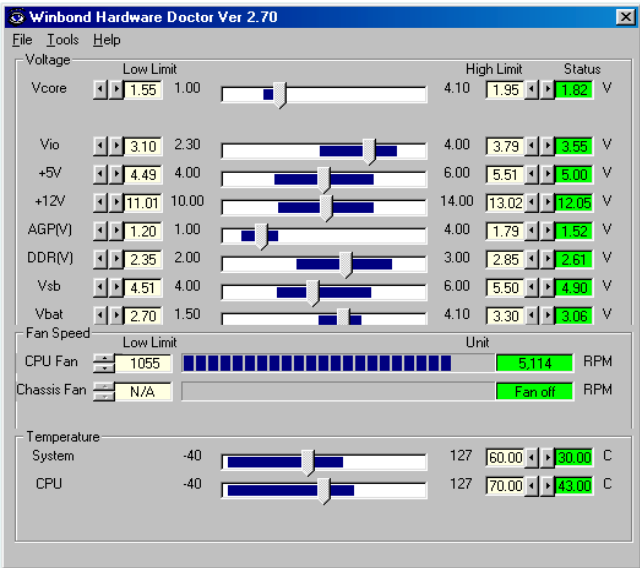 Winbond Hardware Doctor Ver 2.70
File Tools Help
Voltage
Low Limit High Limit Status
Vcore 1.55 1.00 4.10 1.95 1.82 V
Vio 3.10 2.30 4.00 3.79 3.55 V
+5V 4.49 4.00 6.00 5.51 5.00 V
+12V 11.01 10.00 14.00 13.02 12.05 V
AGP(V) 1.20 1.00 4.00 1.79 1.52 V
DDR(V) 2.35 2.00 3.00 2.85 2.61 V
Vsb 4.51 4.00 6.00 5.50 4.90 V
Vbat 2.70 1.50 4.10 3.30 3.06 V
Fan Speed
Low Limit Unit
CPU Fan 1055 5,114 RPM
Chassis Fan N/A Fan off RPM
Temperature
System -40 127 60.00 30.00 C
CPU -40 127 70.00 43.00 C